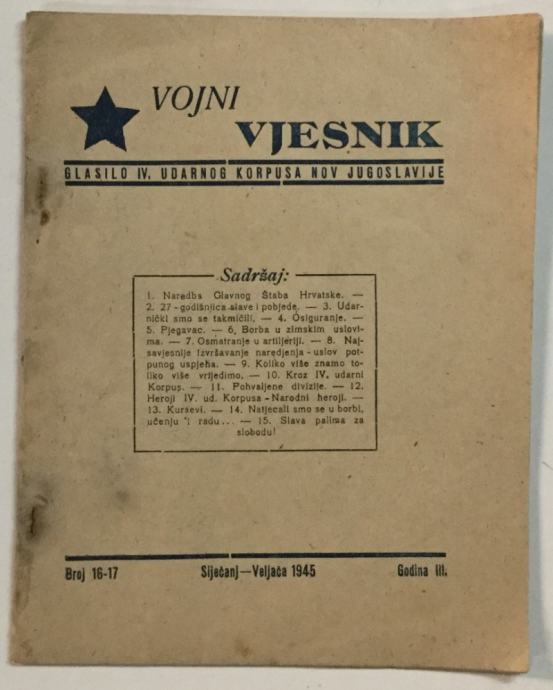 VOJNI
VJESNIK
GLASILO IV. UDARNOG KORPUSA NOV JUGOSLAVIJE
Sadržaj:
1. Naredba Glavnog Štaba Hrvatske. —
2. 27 - godišnjica slave i pobjede. — 3. Udar-
nički smo se takmičili, — 4. Osiguranje. —
5. Pjegavac. — 6, Borba u zimskim uslovi-
ma. — 7. Osmatranje u artiljeriji. — 8. Naj-
savjesnije izvršavanje naredjenja - uslov pot-
punog uspjeha. — 9. Koliko više znamo to-
liko više vrijedimo. — 10. Kroz IV. udarni
Korpus. — 11. Pohvaljene divizije. — 12.
Heroji IV. ud. Korpusa - Narodni heroji. —
13. Kursevi. — 14. Natjecali smo se u borbi,
učenju i radu... — 15. Slava palima za
slobodu!
Broj 16-17 Siječanj—Veljača 1945 Godina III.